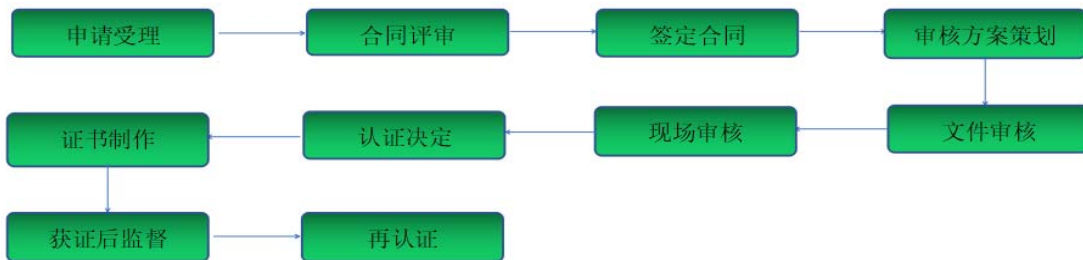 申请受理
合同评审
签定合同
审核方案策划
文件审核
现场审核
认证决定
证书制作
获证后监督
再认证